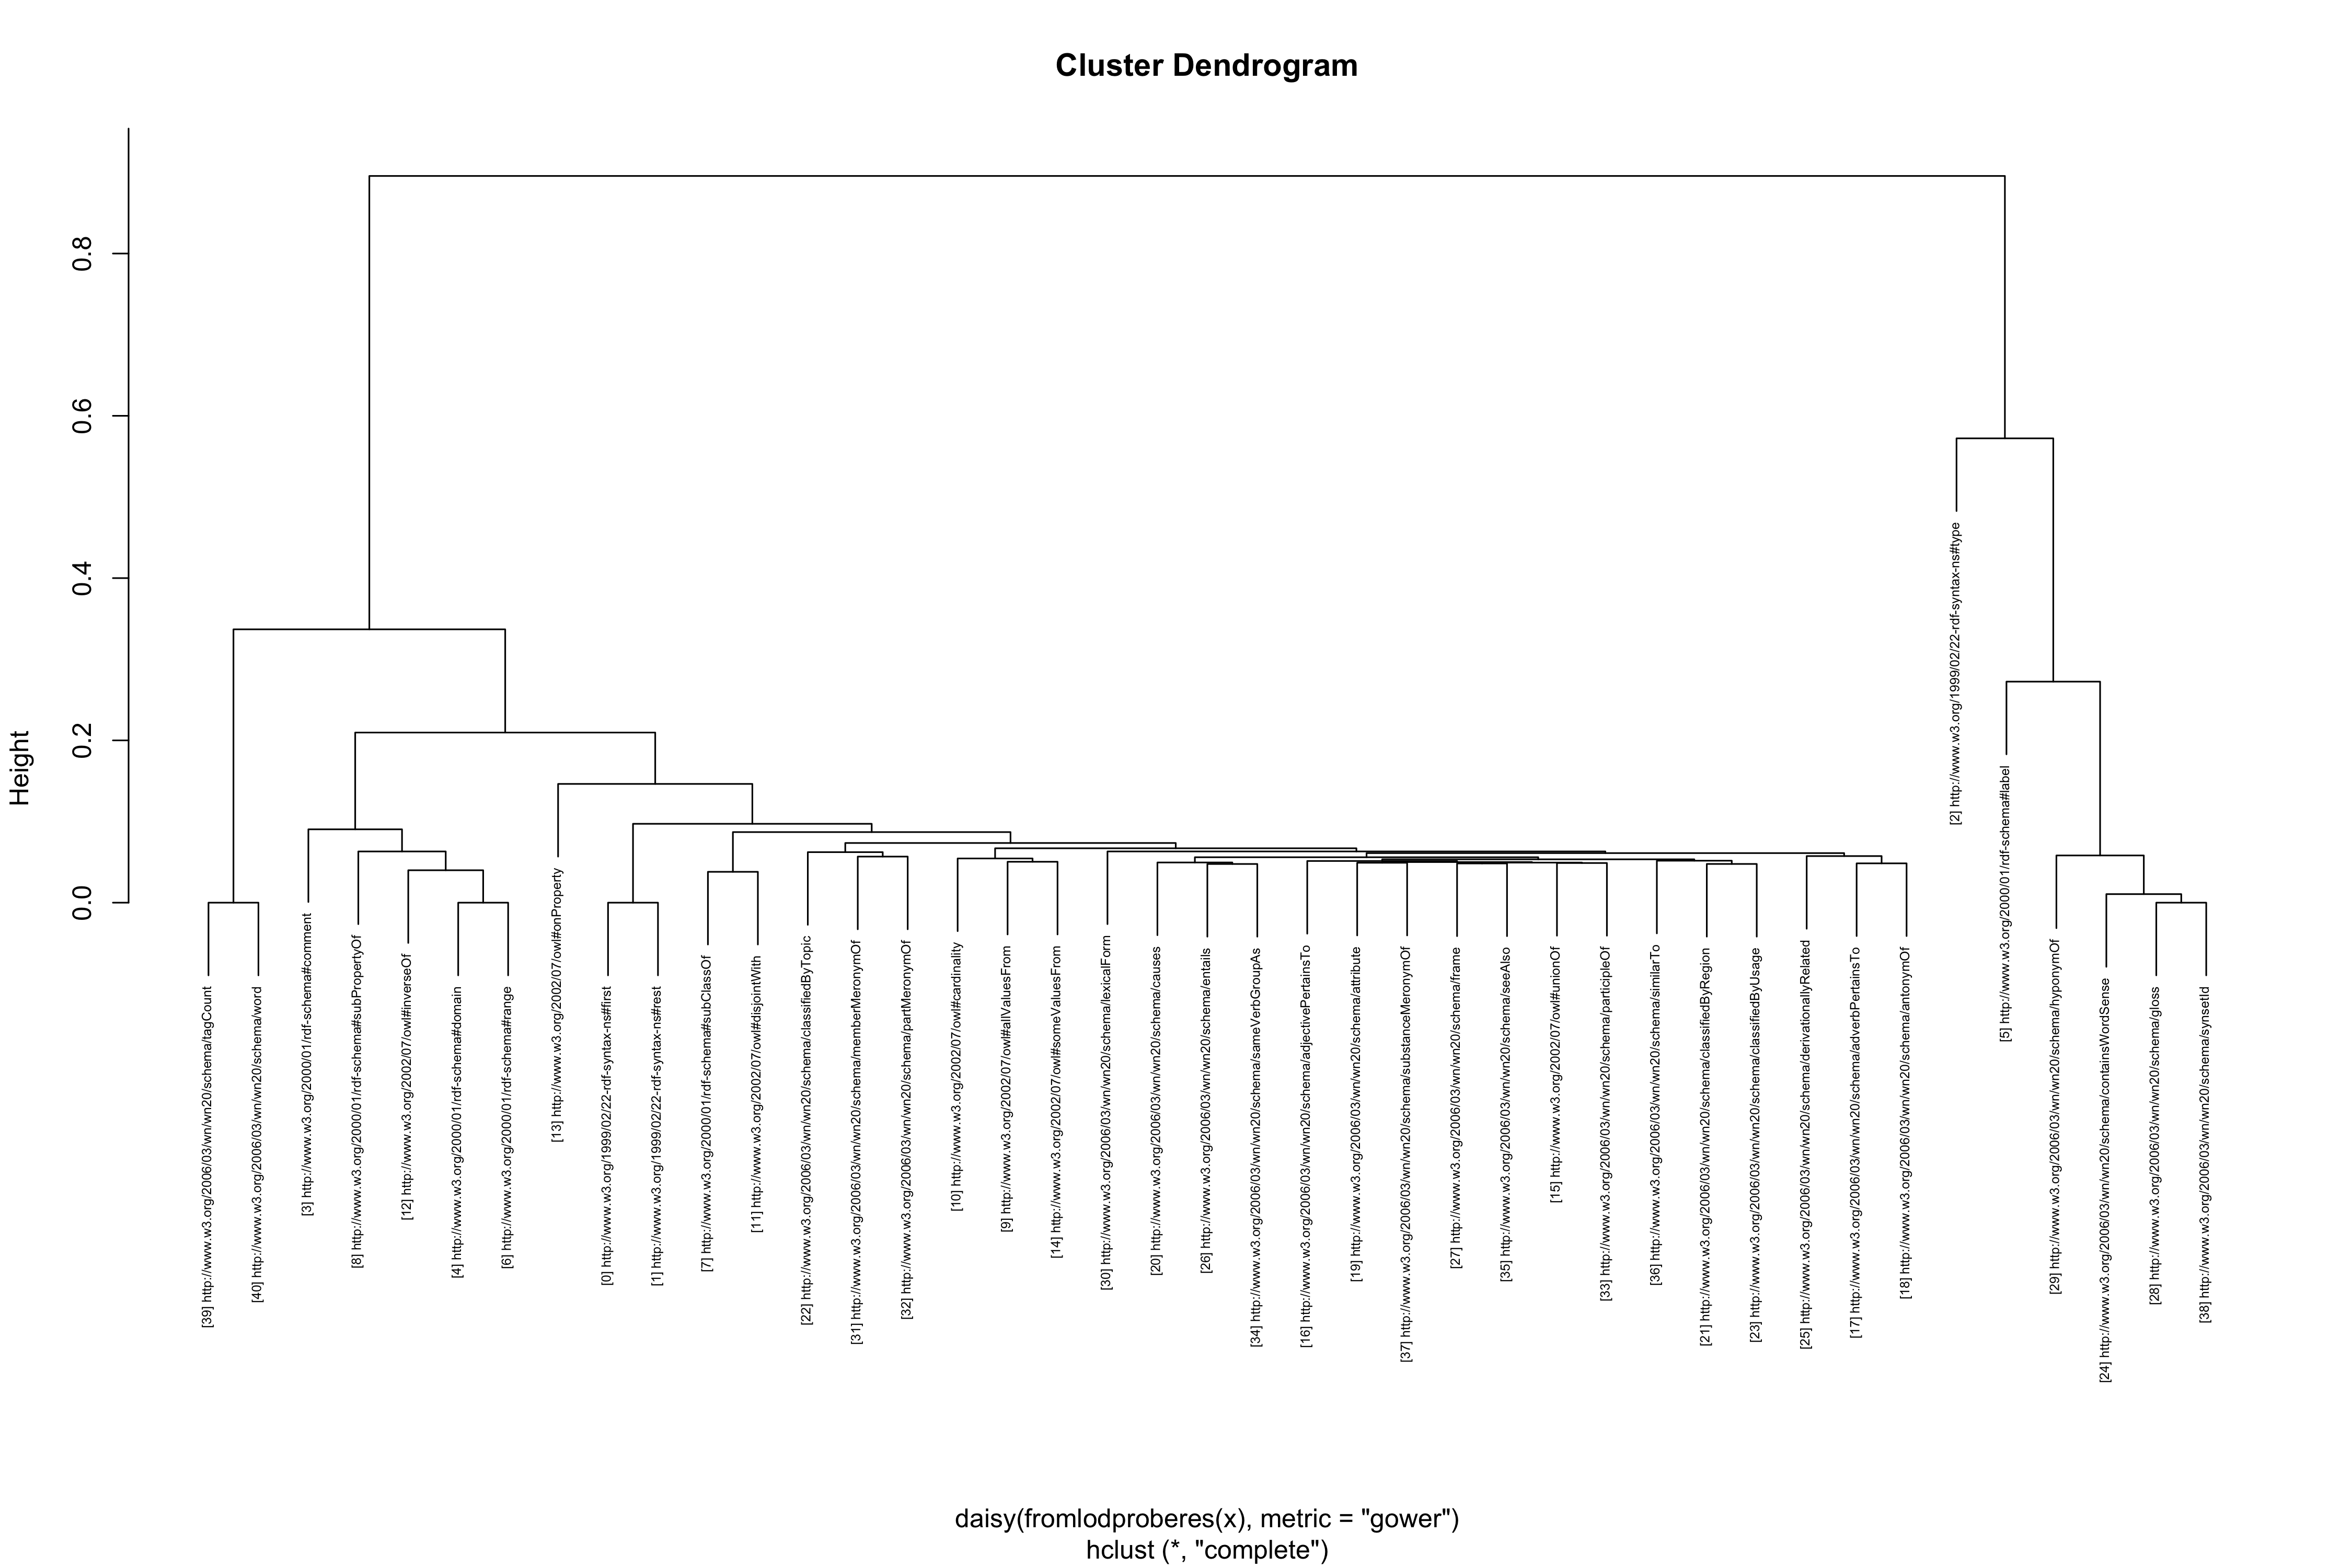 Cluster Dendrogram
Height
0.0
0.2
0.4
0.6
0.8
[39] http://www.w3.org/2006/03/wn/wn20/schema/tagCount
[40] http://www.w3.org/2006/03/wn/wn20/schema/word
[3] http://www.w3.org/2000/01/rdf-schema#comment
[8] http://www.w3.org/2000/01/rdf-schema#subPropertyOf
[12] http://www.w3.org/2002/07/owl#inverseOf
[4] http://www.w3.org/2000/01/rdf-schema#domain
[6] http://www.w3.org/2000/01/rdf-schema#range
[13] http://www.w3.org/2002/07/owl#onProperty
[0] http://www.w3.org/1999/02/22-rdf-syntax-ns#first
[1] http://www.w3.org/1999/02/22-rdf-syntax-ns#rest
[7] http://www.w3.org/2000/01/rdf-schema#subClassOf
[11] http://www.w3.org/2002/07/owl#disjointWith
[22] http://www.w3.org/2006/03/wn/wn20/schema/classifiedByTopic
[31] http://www.w3.org/2006/03/wn/wn20/schema/memberMeronymOf
[32] http://www.w3.org/2006/03/wn/wn20/schema/partMeronymOf
[10] http://www.w3.org/2002/07/owl#cardinality
[9] http://www.w3.org/2002/07/owl#allValuesFrom
[14] http://www.w3.org/2002/07/owl#someValuesFrom
[30] http://www.w3.org/2006/03/wn/wn20/schema/lexicalForm
[20] http://www.w3.org/2006/03/wn/wn20/schema/causes
[26] http://www.w3.org/2006/03/wn/wn20/schema/entails
[34] http://www.w3.org/2006/03/wn/wn20/schema/sameVerbGroupAs
[16] http://www.w3.org/2006/03/wn/wn20/schema/adjectivePertainsTo
[19] http://www.w3.org/2006/03/wn/wn20/schema/attribute
[37] http://www.w3.org/2006/03/wn/wn20/schema/substanceMeronymOf
[27] http://www.w3.org/2006/03/wn/wn20/schema/frame
[35] http://www.w3.org/2006/03/wn/wn20/schema/seeAlso
[15] http://www.w3.org/2002/07/owl#unionOf
[33] http://www.w3.org/2006/03/wn/wn20/schema/participleOf
[36] http://www.w3.org/2006/03/wn/wn20/schema/similarTo
[21] http://www.w3.org/2006/03/wn/wn20/schema/classifiedByRegion
[23] http://www.w3.org/2006/03/wn/wn20/schema/classifiedByUsage
[25] http://www.w3.org/2006/03/wn/wn20/schema/derivationallyRelated
[17] http://www.w3.org/2006/03/wn/wn20/schema/adverbPertainsTo
[18] http://www.w3.org/2006/03/wn/wn20/schema/antonymOf
[2] http://www.w3.org/1999/02/22-rdf-syntax-ns#type
[5] http://www.w3.org/2000/01/rdf-schema#label
[29] http://www.w3.org/2006/03/wn/wn20/schema/hyponymOf
[24] http://www.w3.org/2006/03/wn/wn20/schema/containsWordSense
[28] http://www.w3.org/2006/03/wn/wn20/schema/gloss
[38] http://www.w3.org/2006/03/wn/wn20/schema/synsetId
daisy(fromlodproberes(x), metric = "gower")
hclust (*, "complete")